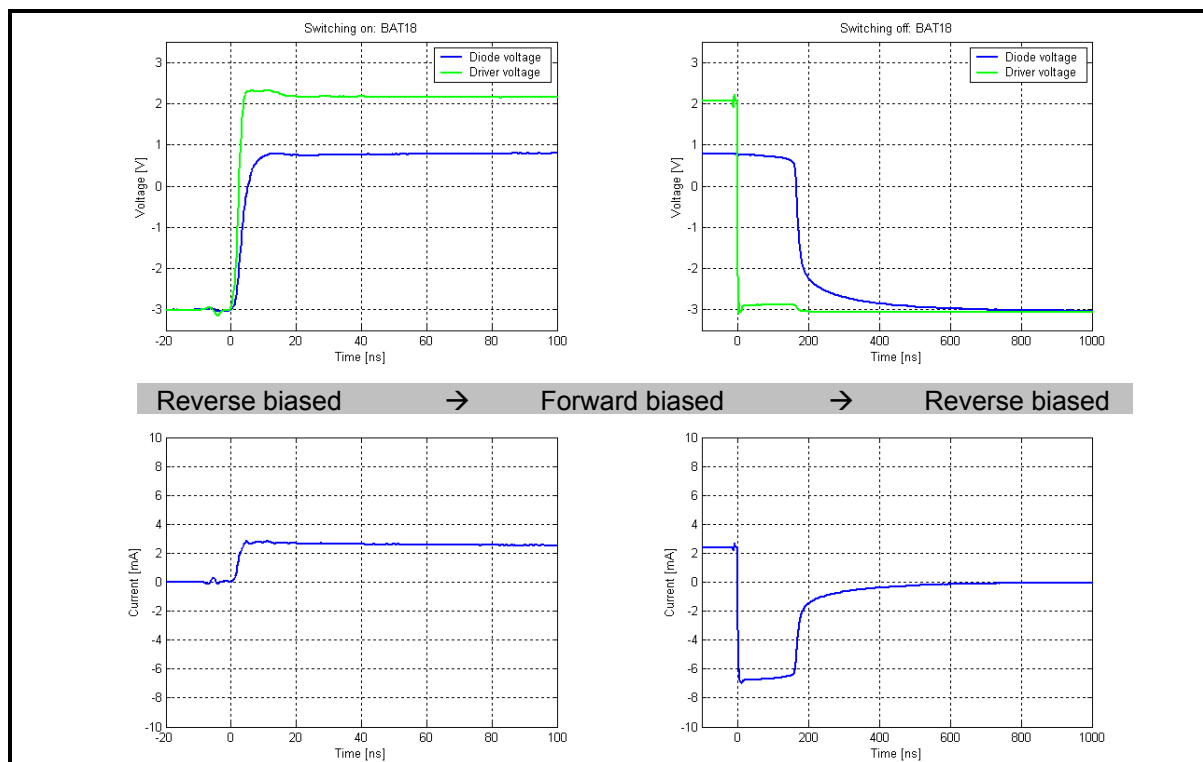 Switching on: BAT18
Diode voltage
Driver voltage
3
2
1
0
-1
-2
-3
Voltage [V]
-20 0 20 40 60 80 100
Time [ns]
Switching off: BAT18
Diode voltage
Driver voltage
3
2
1
0
-1
-2
-3
Voltage [V]
0 200 400 600 800 1000
Time [ns]
Reverse biased → Forward biased → Reverse biased
10
8
6
4
2
0
-2
-4
-6
-8
-10
Current [mA]
-20 0 20 40 60 80 100
Time [ns]
10
8
6
4
2
0
-2
-4
-6
-8
-10
Current [mA]
0 200 400 600 800 1000
Time [ns]